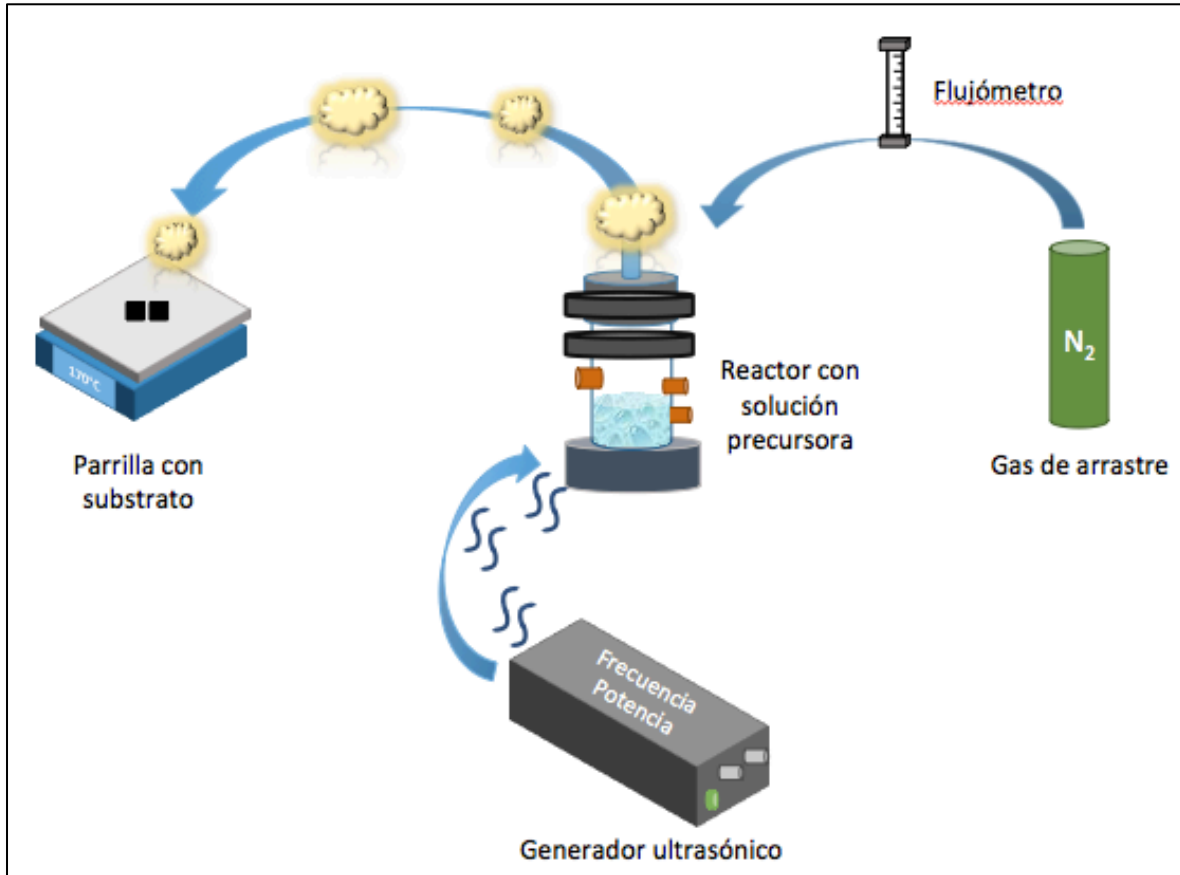 Flujómetro
N2
Gas de arrastre
Reactor con
solución
precursora
170°C
Parrilla con
substrato
Frecuencia
Potencia
Generador ultrasónico